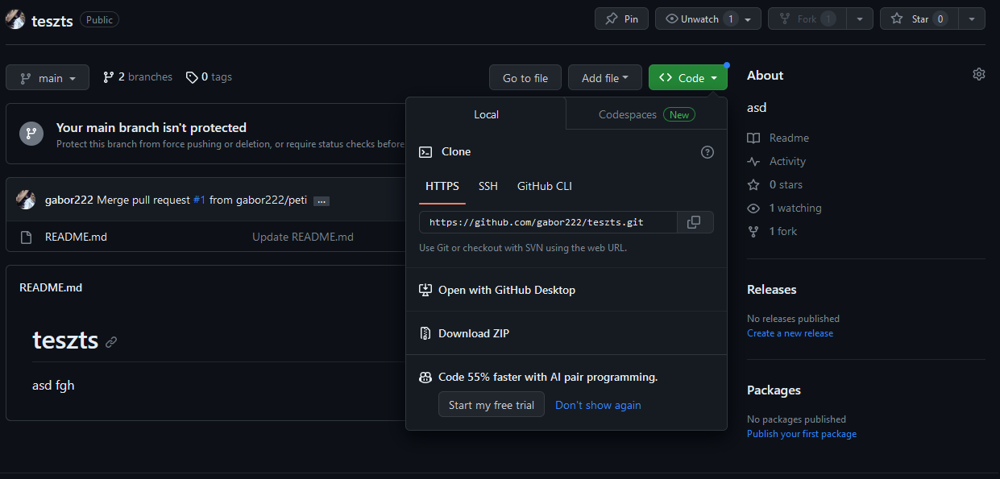 teszts Public Pin Unwatch 1 Fork 1 Star 0
main 2 branches 0 tags Go to file Add file Code
Your main branch isn't protected
Protect this branch from force pushing or deletion, or require status checks before
gabor222 Merge pull request #1 from gabor222/peti ...
README.md Update README.md
README.md
teszts
asd fgh
Local Codespaces New
Clone
HTTPS SSH GitHub CLI
https://github.com/gabor222/teszts.git
Use Git or checkout with SVN using the web URL.
Open with GitHub Desktop
Download ZIP
Code 55% faster with AI pair programming.
Start my free trial Don't show again
About
asd
Readme
Activity
0 stars
1 watching
1 fork
Releases
No releases published
Create a new release
Packages
No packages published
Publish your first package